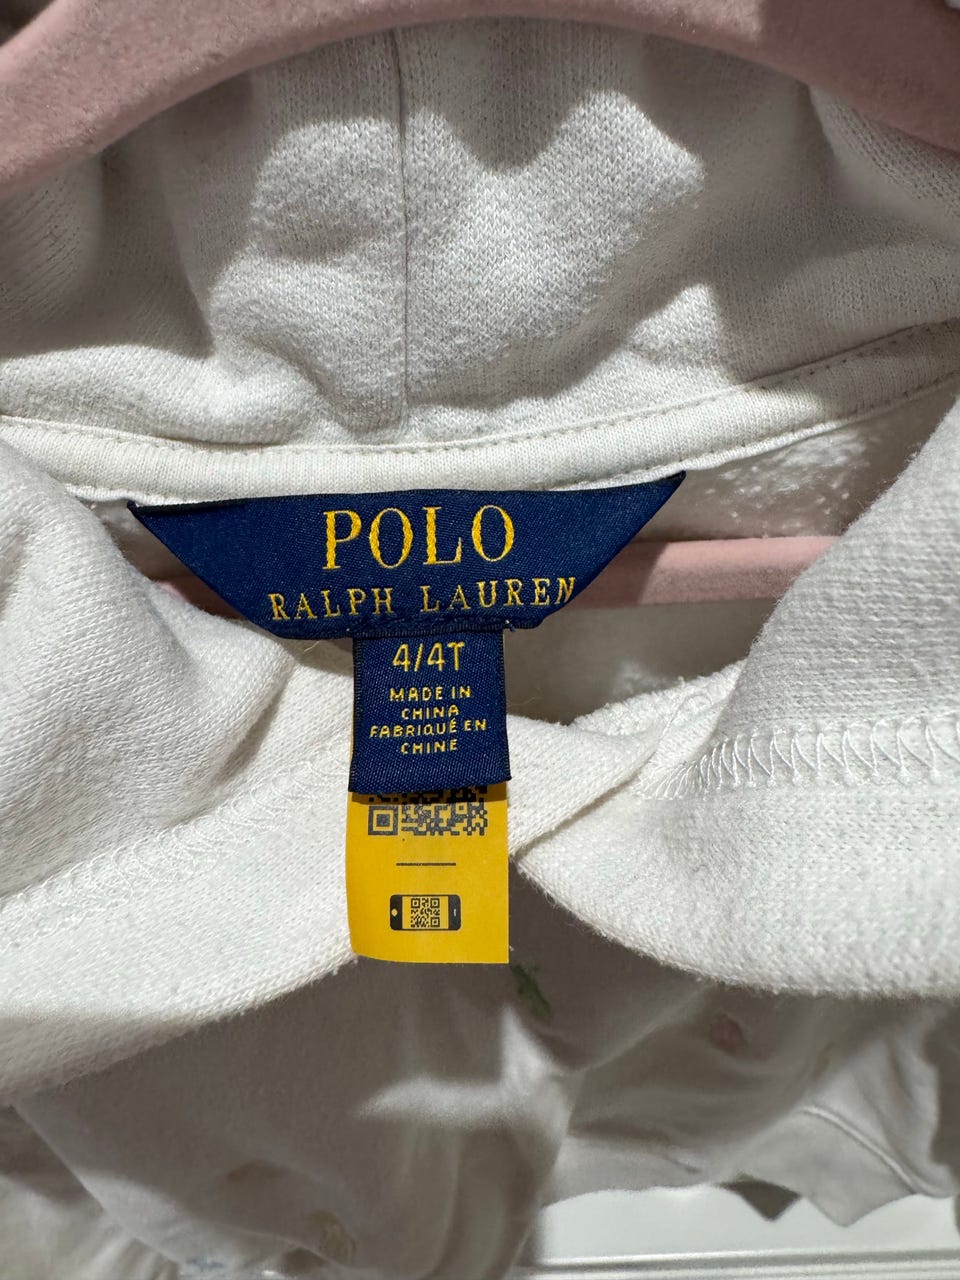 POLO
RALPH LAUREN
4/4T
MADE IN
CHINA
FABRIQUÉ EN
CHINE